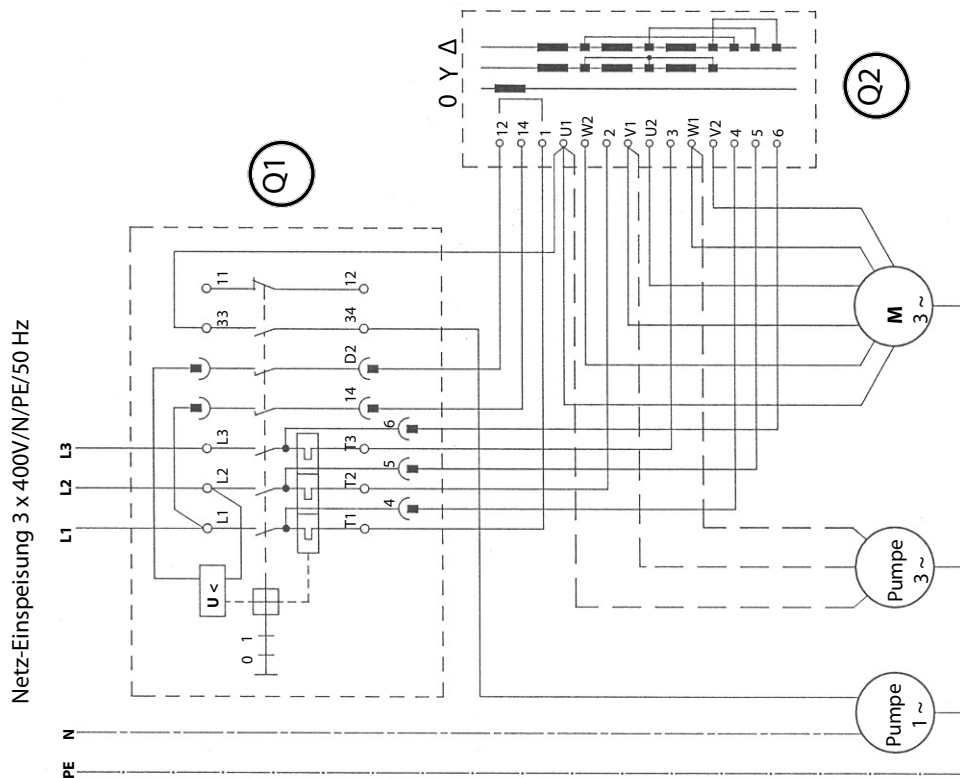 Netz-Einspeisung 3 x 400V/N/PE/50 Hz
PE
N
L1
L2
L3
Q1
Q2
0 Y Δ
12
14
1
U1
W2
2
V1
U2
3
W1
V2
4
5
6
11
33
12
34
D2
14
L3
L2
L1
6
5
4
T3
T2
T1
U <
0 1
M
3 ~
Pumpe
3 ~
Pumpe
1 ~